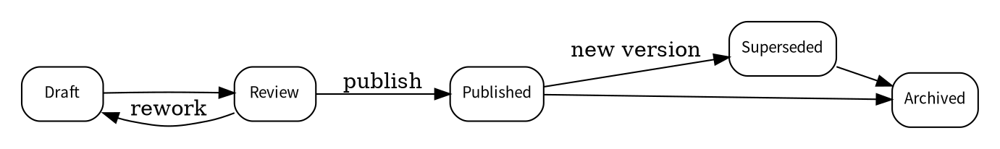 Draft
rework
Review
publish
Published
new version
Superseded
Archived